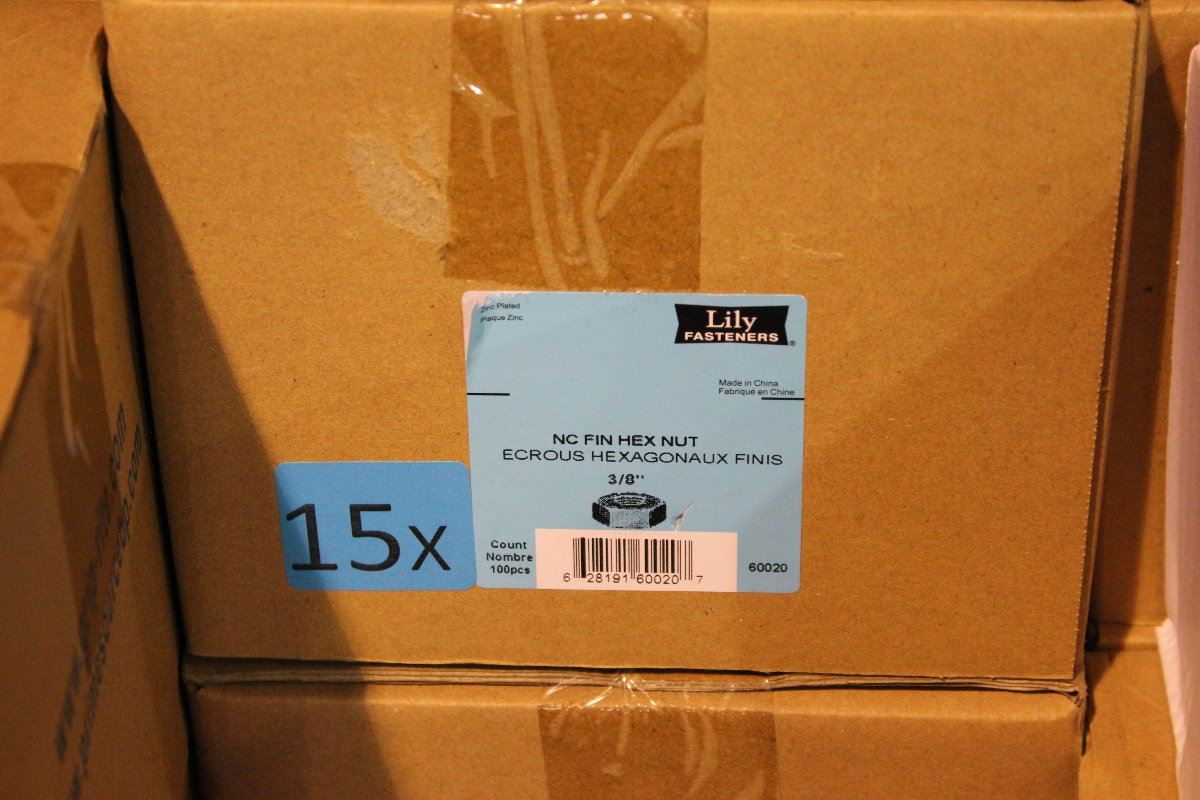 Zinc Plated
Plaque Zinc
Lily
FASTENERS®
Made in China
Fabriqué en Chine
NC FIN HEX NUT
ECROUS HEXAGONAUX FINIS
3/8"
15x
Count
Nombre
100pcs
6 28191 60020 7
60020